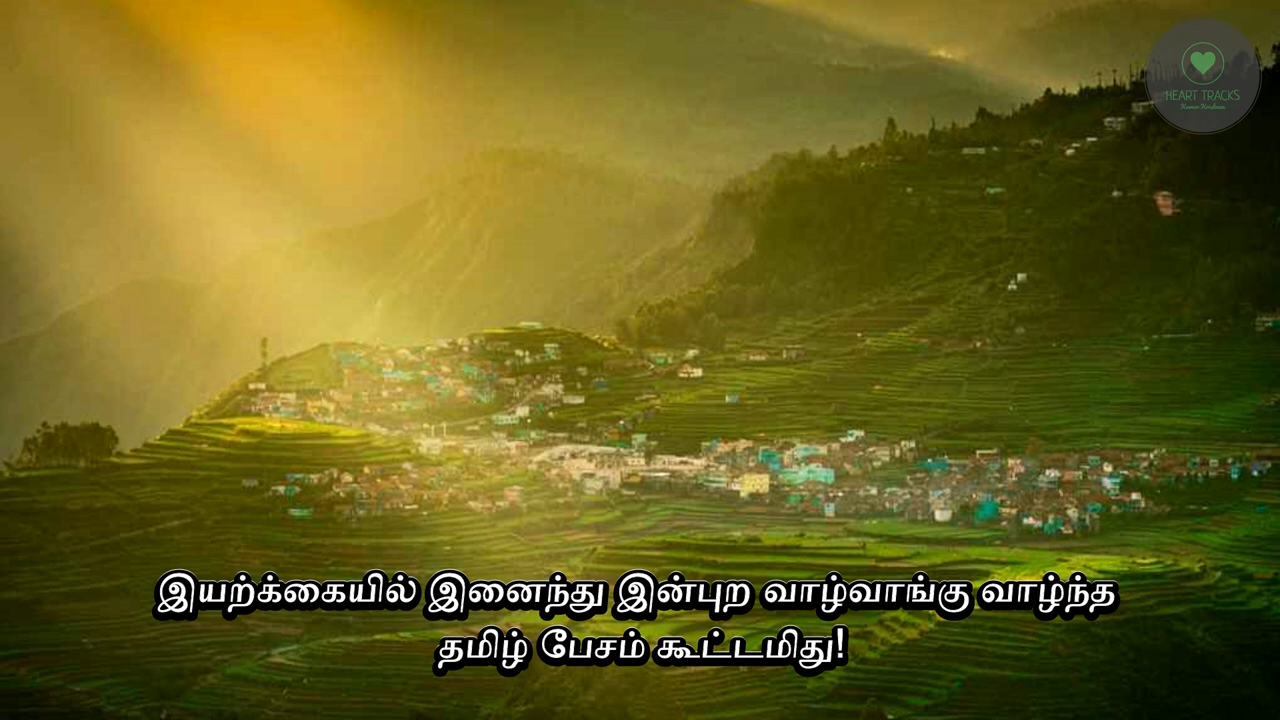 HEART TRACKS
இயற்க்கையில் இனைந்து இன்புற வாழ்வாங்கு வாழ்ந்த
தமிழ் பேசம் கூட்டமிது!